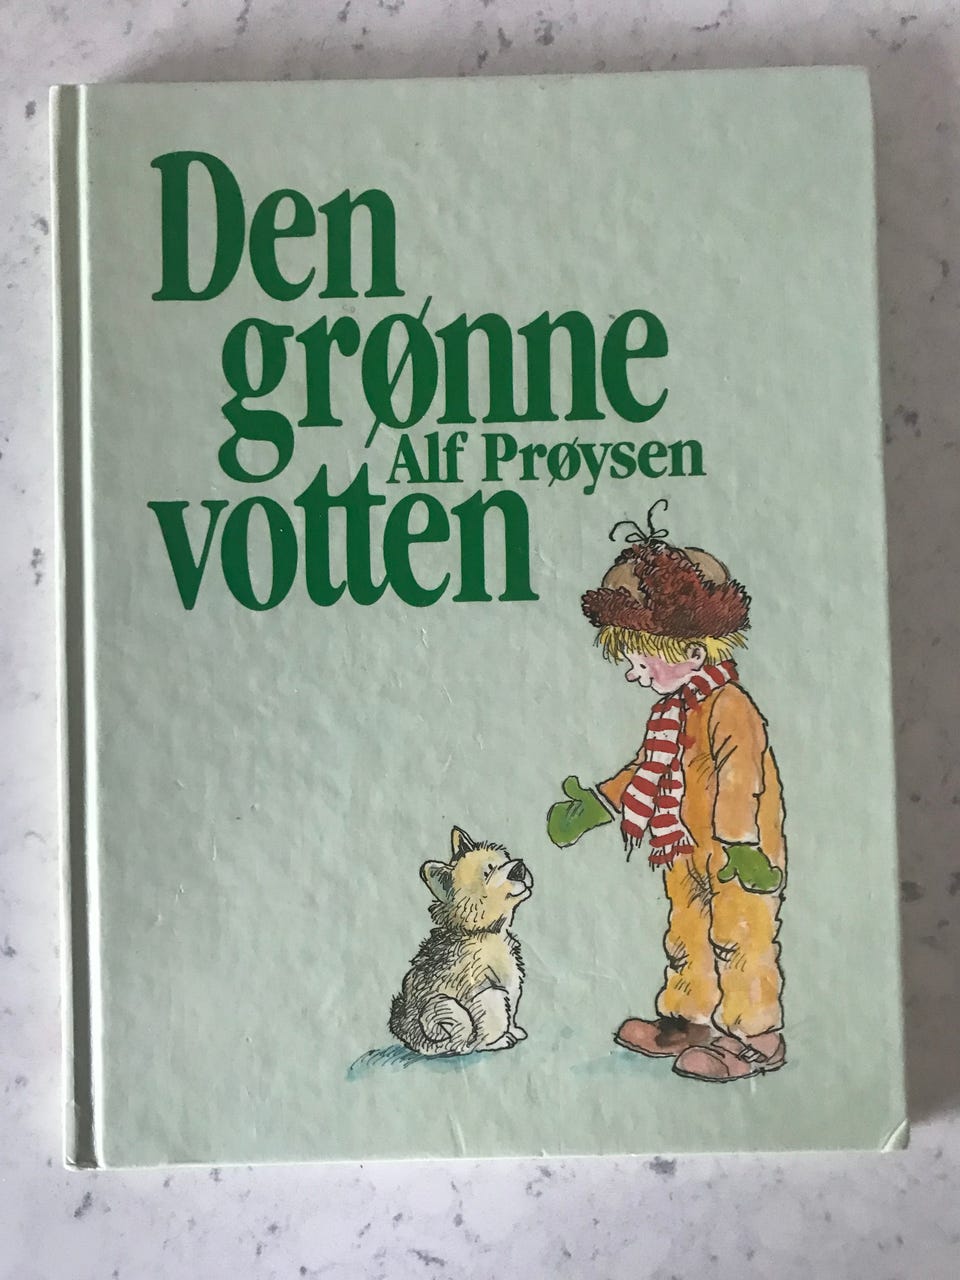 Den
grønne
Alf Prøysen
votten